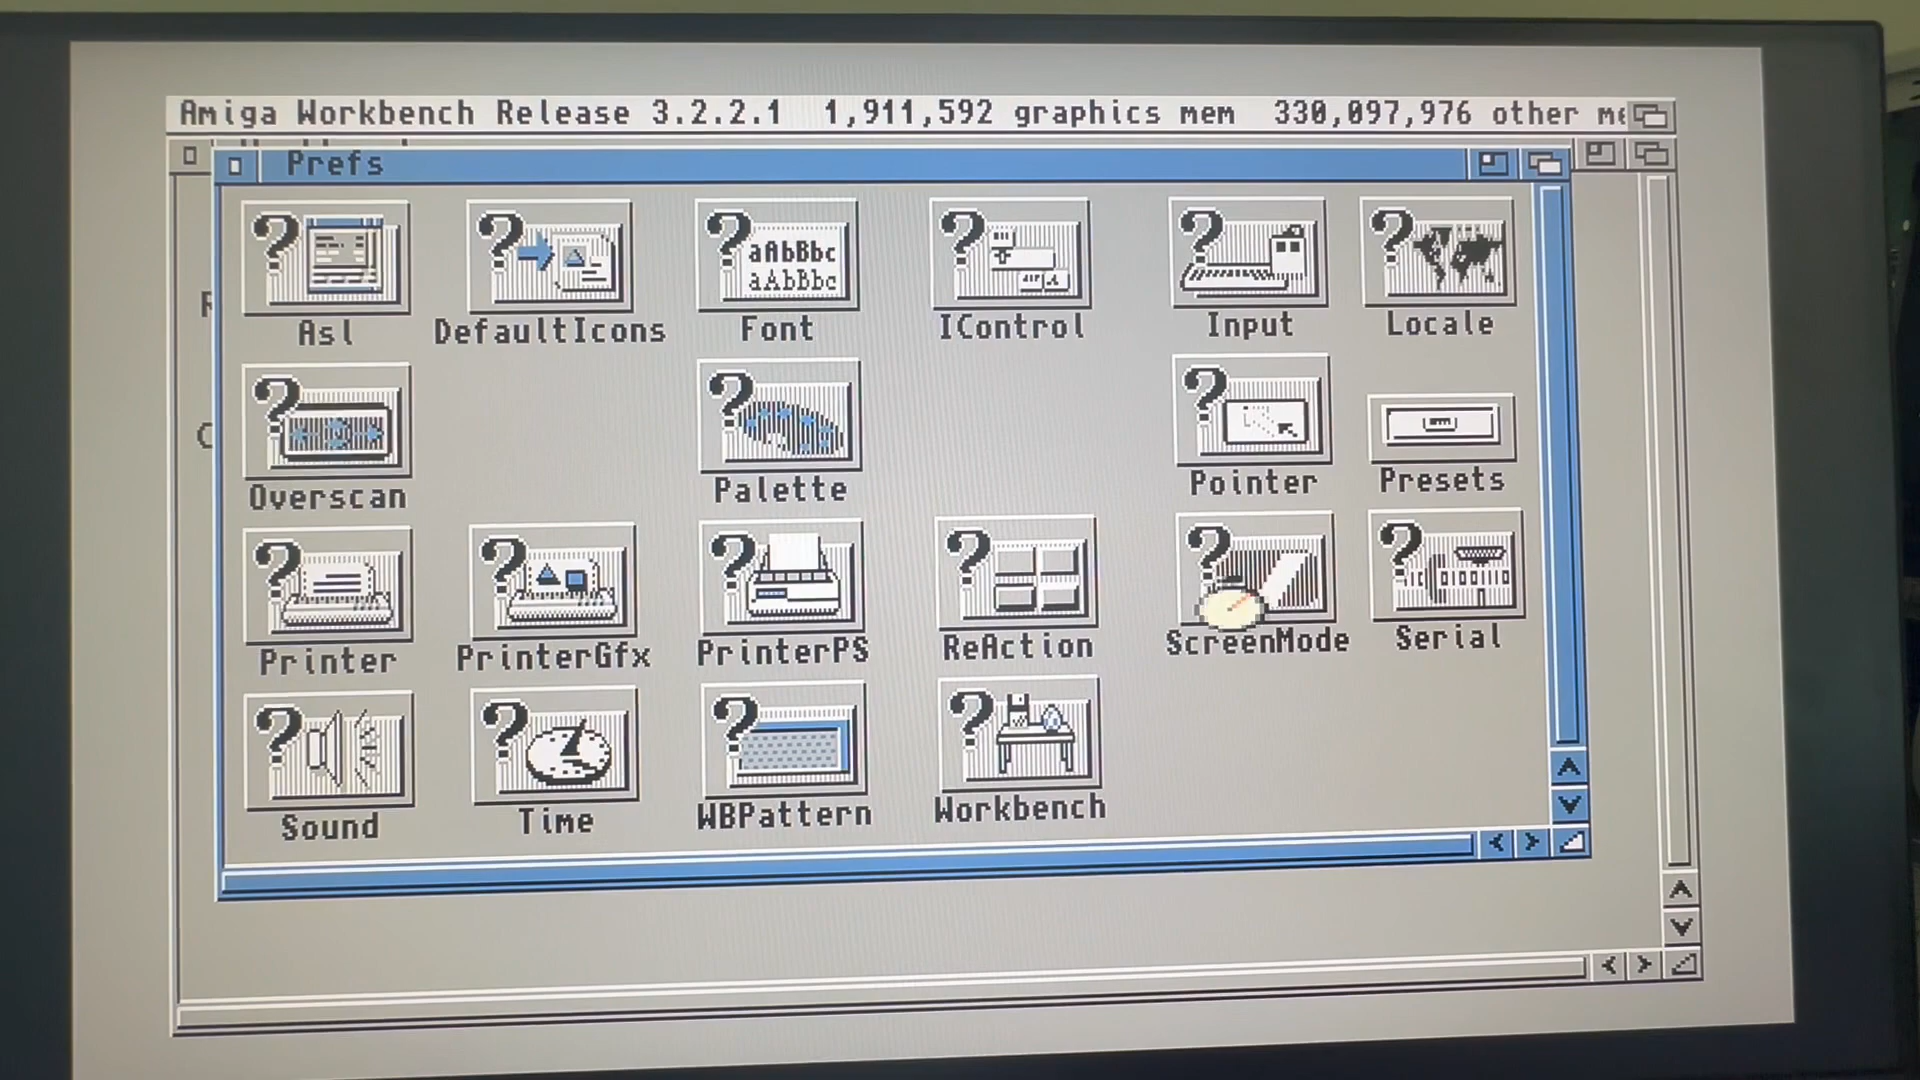 Amiga Workbench Release 3.2.2.1 1,911,592 graphics mem 330,097,976 other me
Prefs
aAbBbc
aAbBbc
Asl DefaultIcons Font IControl Input Locale
Overscan Palette Pointer Presets
Printer PrinterGfx PrinterPS ReAction ScreenMode Serial
Sound Time WBPattern Workbench